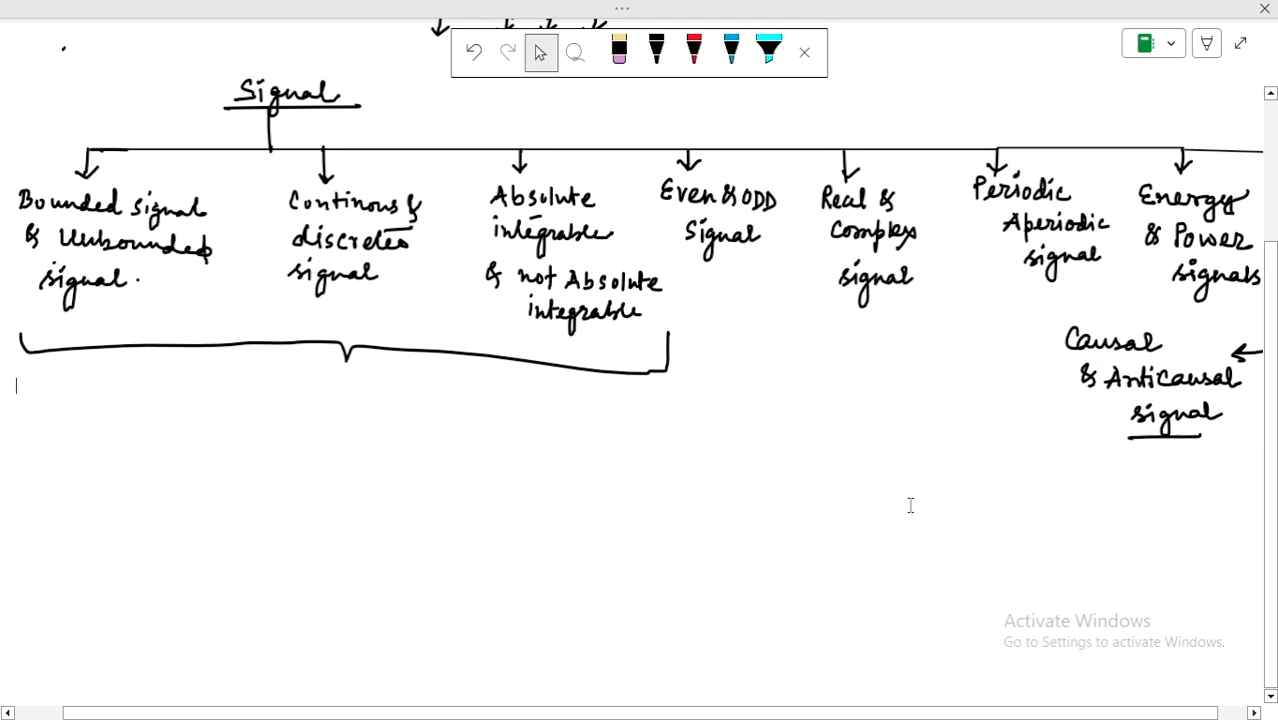 Signal
Bounded signal
& Unbounded
signal.
Continous &
discrete
signal
Absolute
integrable
& not Absolute
integrable
Even & ODD
Signal
Real &
Complex
signal
Periodic
Aperiodic
signal
Energy
& Power
signals
Causal
& Anticausal
signal
Activate Windows
Go to Settings to activate Windows.